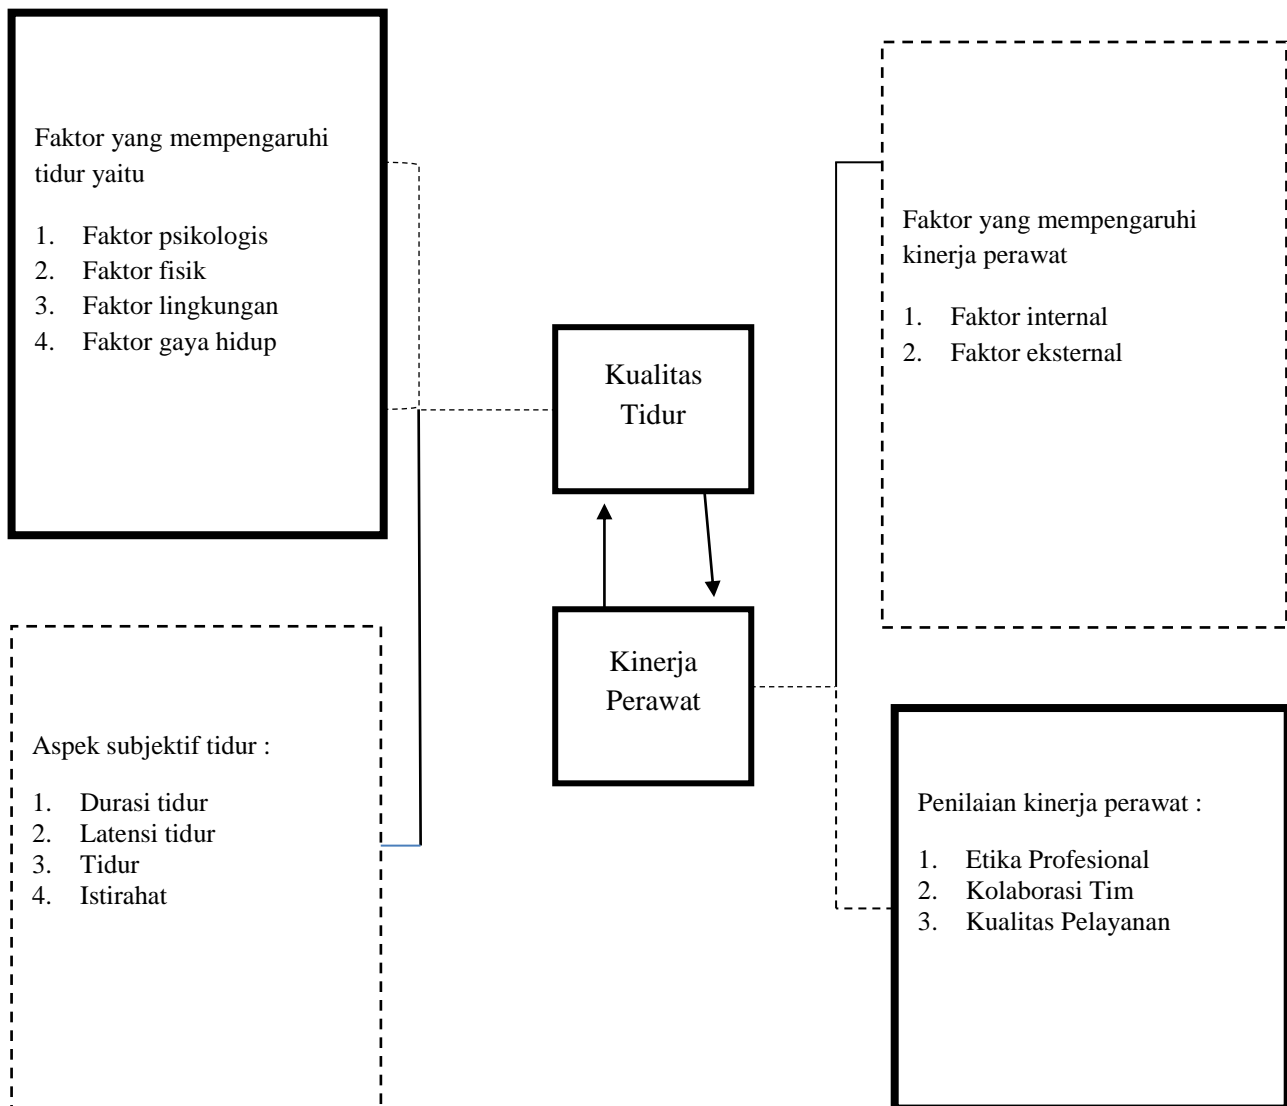 Faktor yang mempengaruhi
tidur yaitu
1. Faktor psikologis
2. Faktor fisik
3. Faktor lingkungan
4. Faktor gaya hidup
Aspek subjektif tidur :
1. Durasi tidur
2. Latensi tidur
3. Tidur
4. Istirahat
Kualitas
Tidur
Kinerja
Perawat
Faktor yang mempengaruhi
kinerja perawat
1. Faktor internal
2. Faktor eksternal
Penilaian kinerja perawat :
1. Etika Profesional
2. Kolaborasi Tim
3. Kualitas Pelayanan